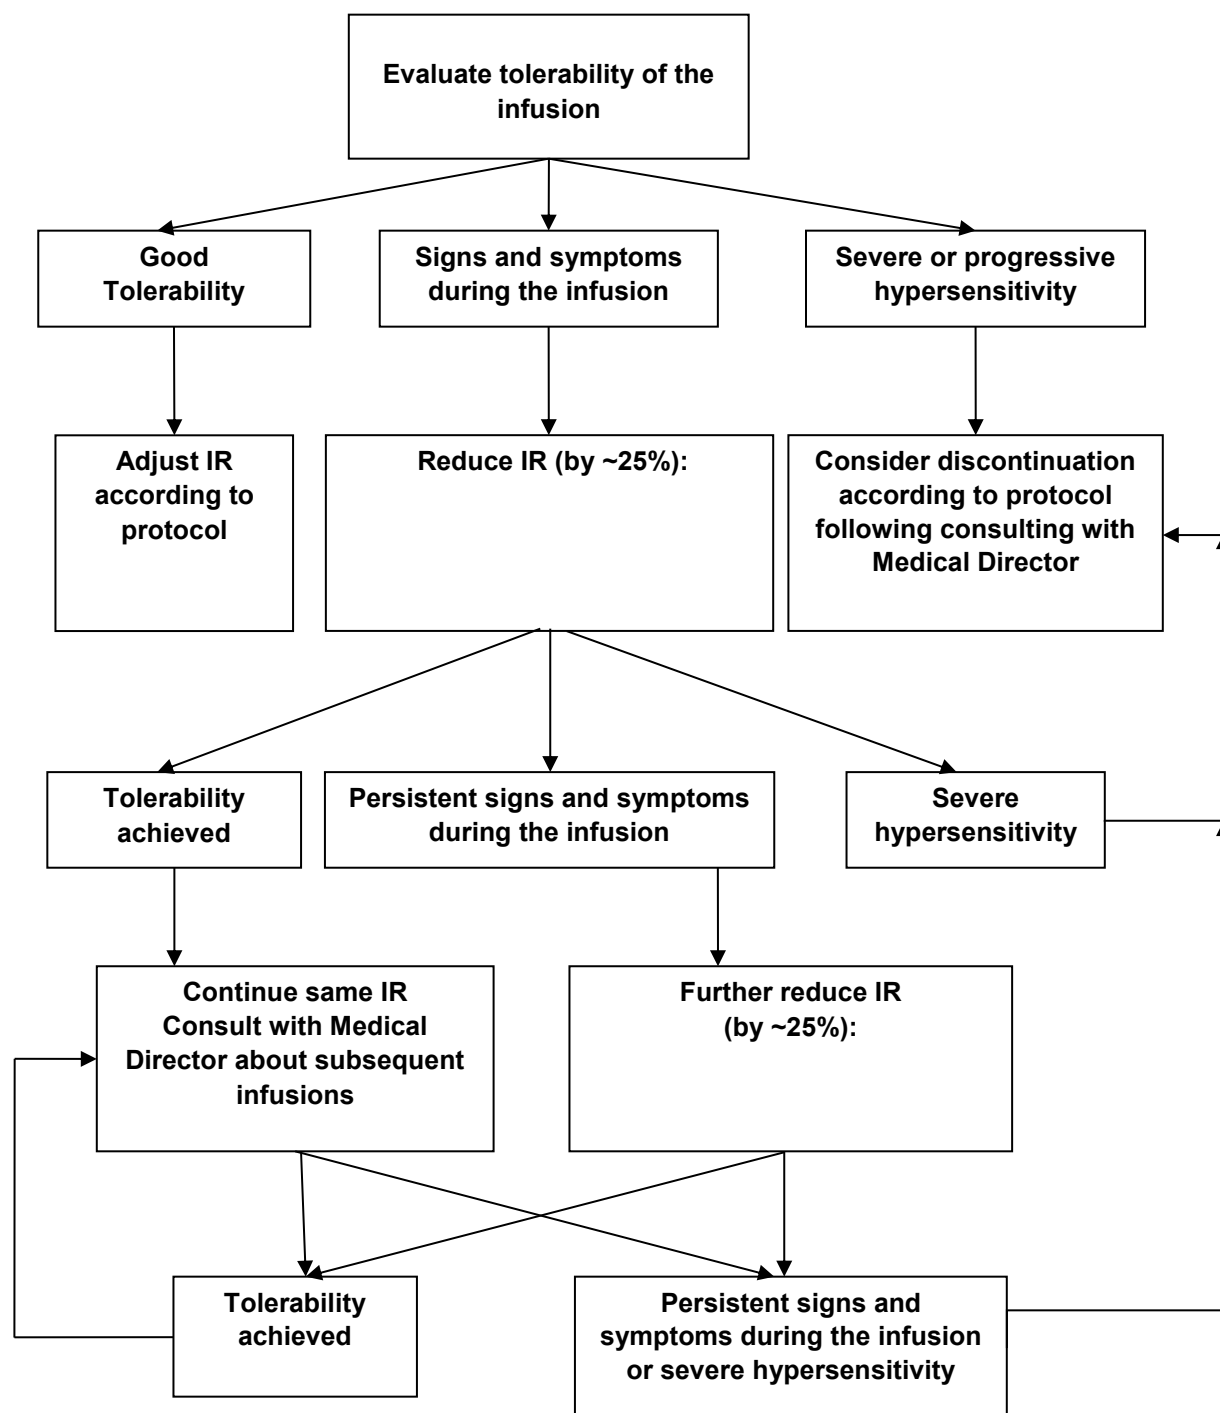 Evaluate tolerability of the
infusion
Good
Tolerability
Signs and symptoms
during the infusion
Severe or progressive
hypersensitivity
Adjust IR
according to
protocol
Reduce IR (by ~25%):
Consider discontinuation
according to protocol
following consulting with
Medical Director
Tolerability
achieved
Persistent signs and symptoms
during the infusion
Severe
hypersensitivity
Continue same IR
Consult with Medical
Director about subsequent
infusions
Further reduce IR
(by ~25%):
Tolerability
achieved
Persistent signs and
symptoms during the infusion
or severe hypersensitivity